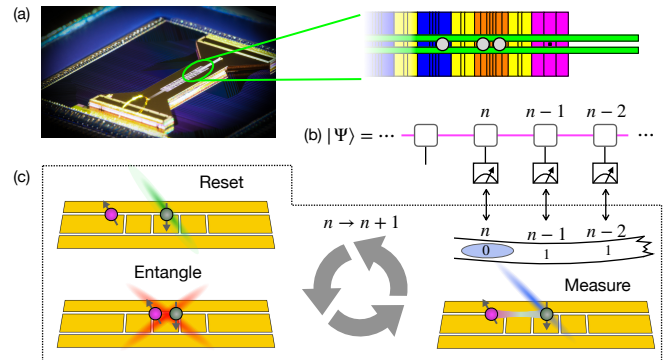 (a)
n n − 1 n − 2
(b) |Ψ⟩ = ⋯ ⋯
(c)
Reset
n → n + 1
n n − 1 n − 2
0 1 1
Entangle
Measure